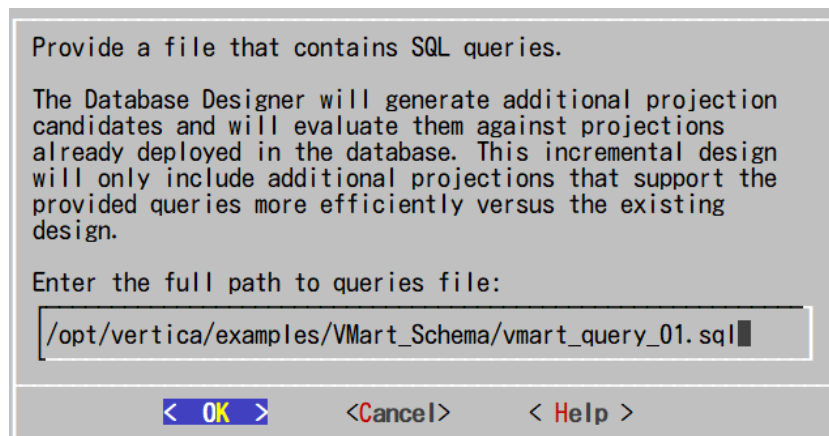 Provide a file that contains SQL queries.
The Database Designer will generate additional projection
candidates and will evaluate them against projections
already deployed in the database. This incremental design
will only include additional projections that support the
provided queries more efficiently versus the existing
design.
Enter the full path to queries file:
/opt/vertica/examples/VMart_Schema/vmart_query_01.sql
< OK > <Cancel> < Help >